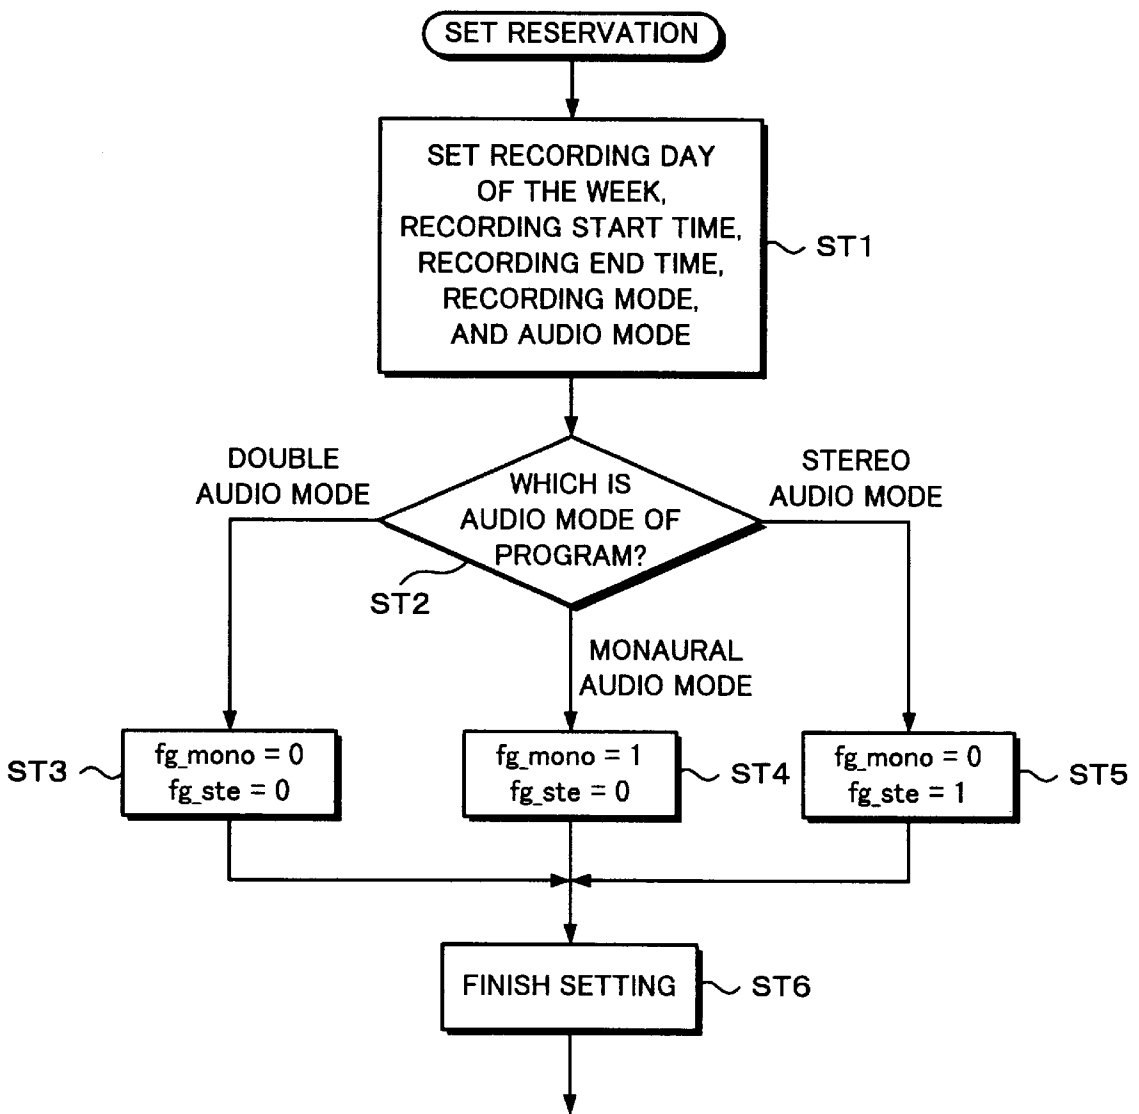 SET RESERVATION
SET RECORDING DAY
OF THE WEEK,
RECORDING START TIME,
RECORDING END TIME,
RECORDING MODE,
AND AUDIO MODE
ST1
DOUBLE
AUDIO MODE
WHICH IS
AUDIO MODE OF
PROGRAM?
STEREO
AUDIO MODE
ST2
MONAURAL
AUDIO MODE
ST3
fg_mono = 0
fg_ste = 0
fg_mono = 1
fg_ste = 0
ST4
fg_mono = 0
fg_ste = 1
ST5
FINISH SETTING
ST6